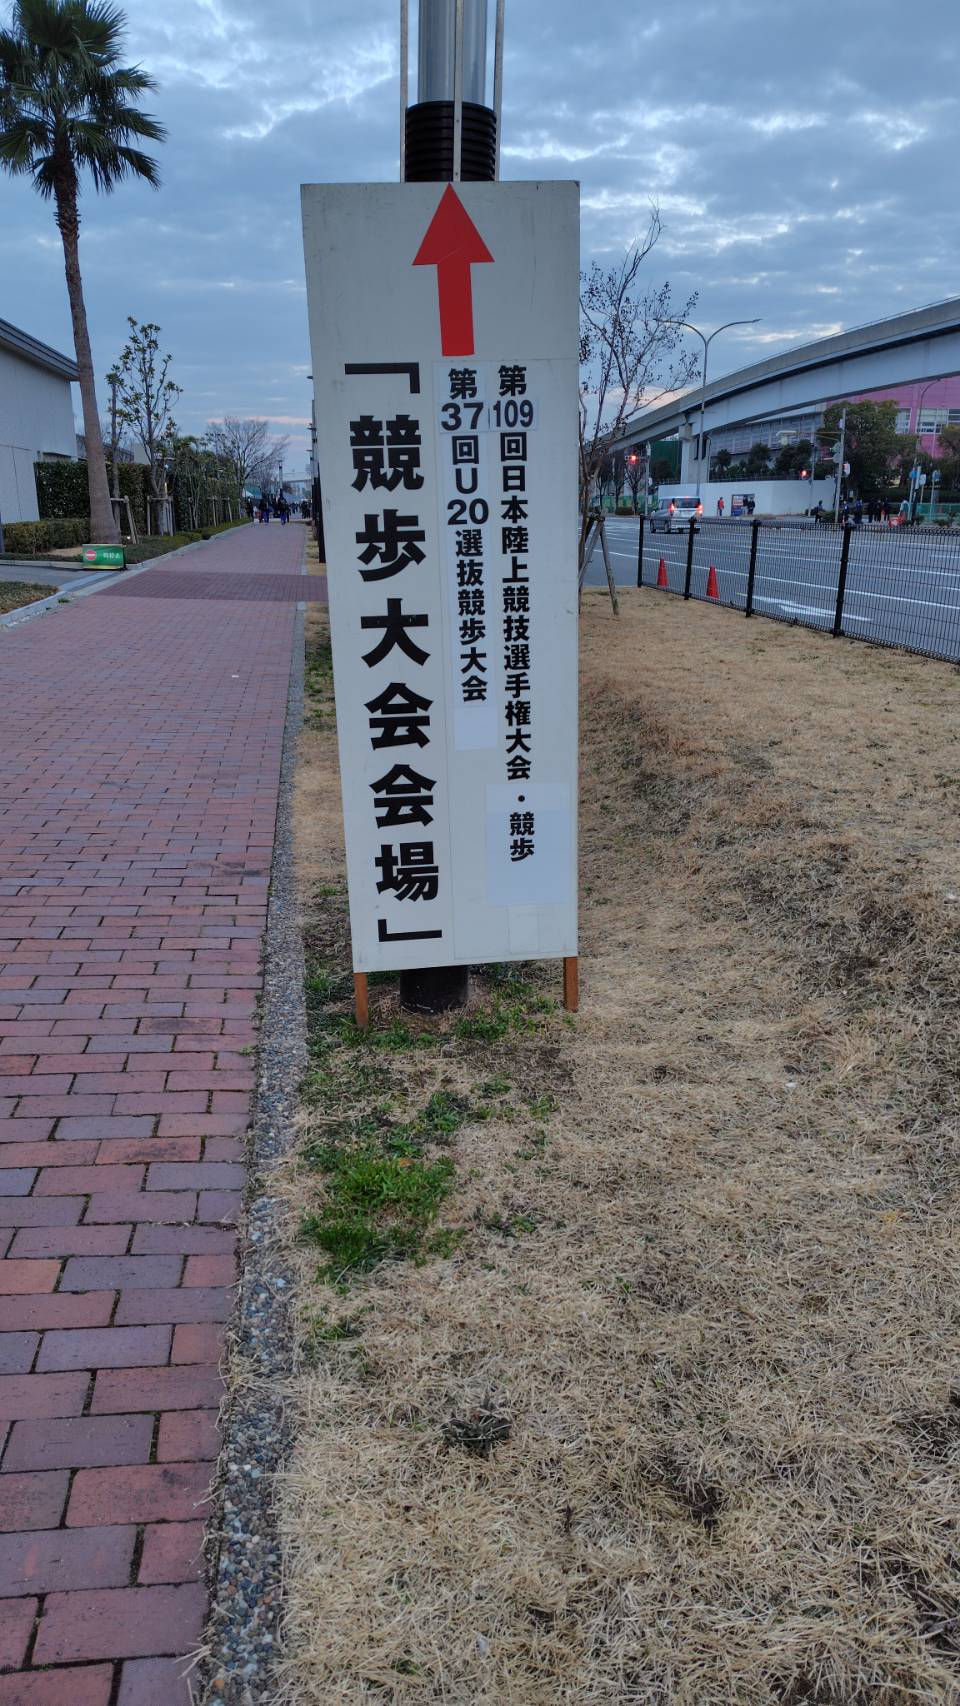 第109回日本陸上競技選手権大会・競歩
第37回U20選抜競歩大会
「競歩大会会場」